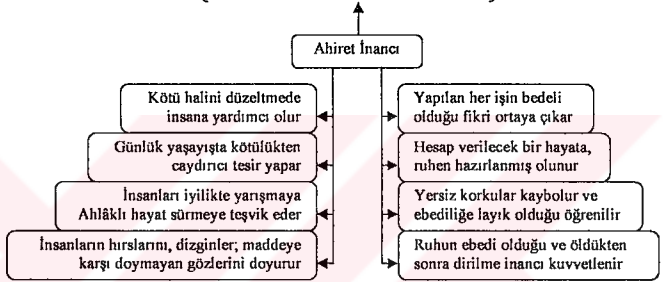 Ahiret İnancı
Kötü halini düzeltmede
insana yardımcı olur
Günlük yaşayışta kötülükten
caydırıcı tesir yapar
İnsanları iyilikte yarışmaya
Ahlâklı hayat sürmeye teşvik eder
İnsanların hırslarını, dizginler; maddeye
karşı doymayan gözlerini doyurur
Yapılan her işin bedeli
olduğu fikri ortaya çıkar
Hesap verilecek bir hayata,
ruhen hazırlanmış olunur
Yersiz korkular kaybolur ve
ebediliğe layık olduğu öğrenilir
Ruhun ebedi olduğu ve öldükten
sonra dirilme inancı kuvvetlenir